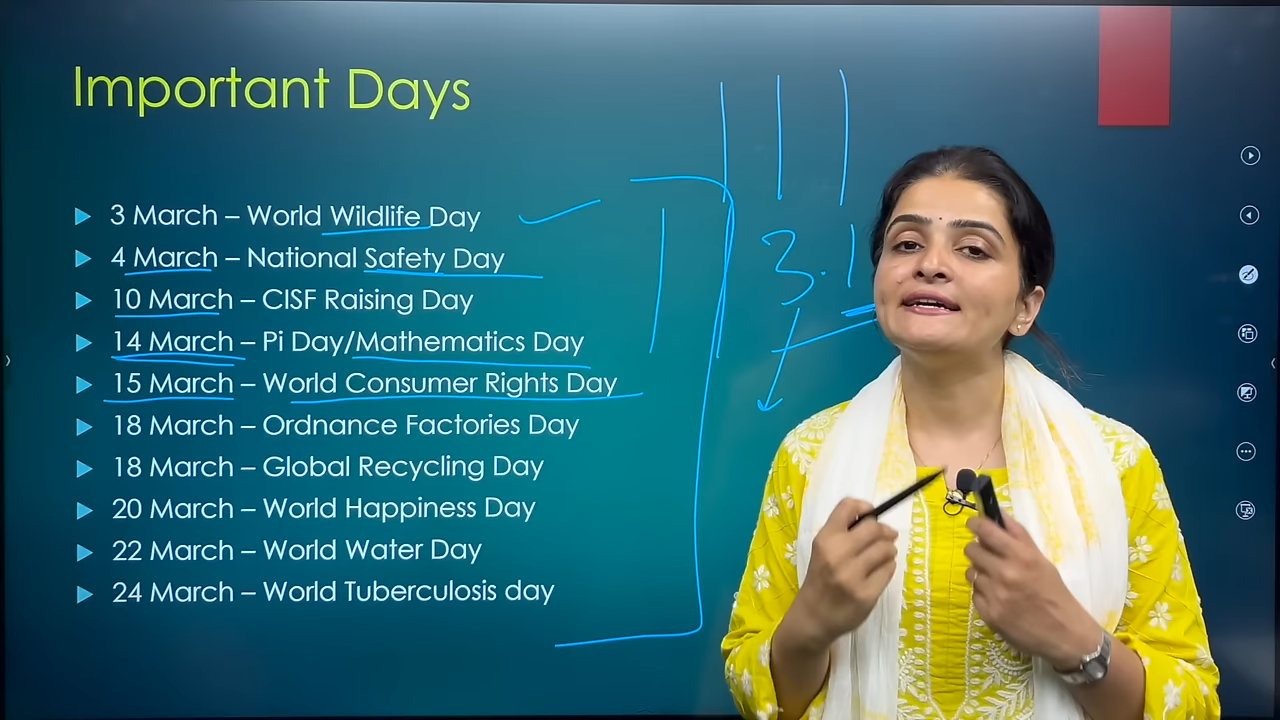 Important Days
3 March – World Wildlife Day
4 March – National Safety Day
10 March – CISF Raising Day
14 March – Pi Day/Mathematics Day
15 March – World Consumer Rights Day
18 March – Ordnance Factories Day
18 March – Global Recycling Day
20 March – World Happiness Day
22 March – World Water Day
24 March – World Tuberculosis day
3.1